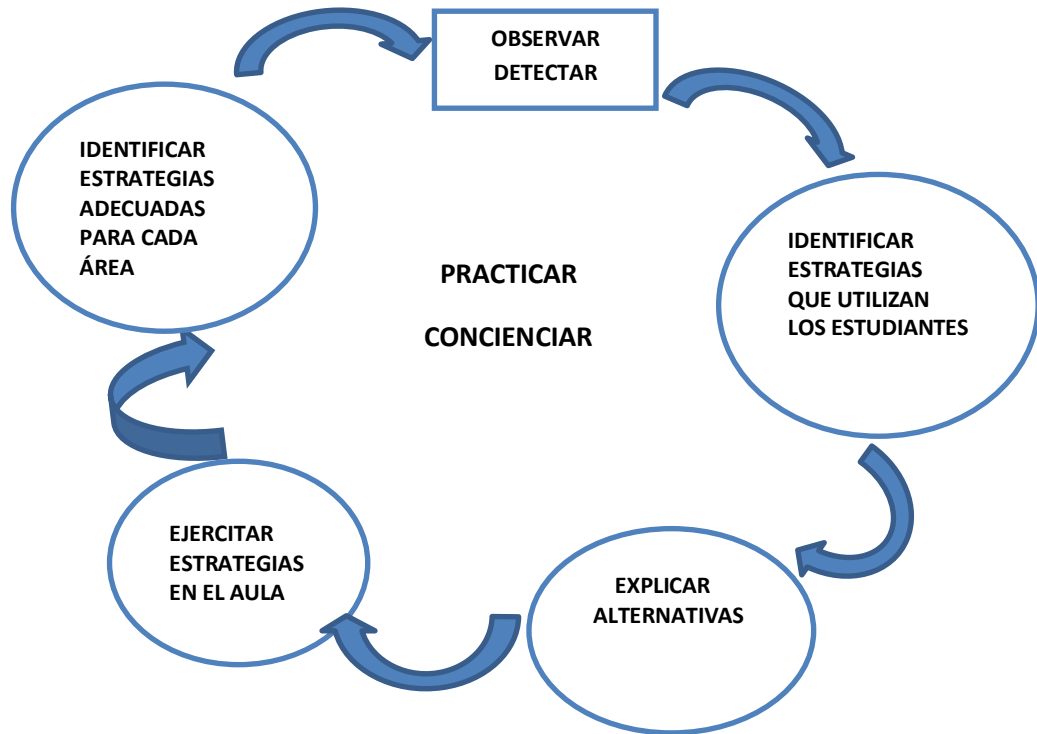 OBSERVAR
DETECTAR
IDENTIFICAR
ESTRATEGIAS
QUE UTILIZAN
LOS ESTUDIANTES
EXPLICAR
ALTERNATIVAS
EJERCITAR
ESTRATEGIAS
EN EL AULA
IDENTIFICAR
ESTRATEGIAS
ADECUADAS
PARA CADA
ÁREA
PRACTICAR
CONCIENCIAR